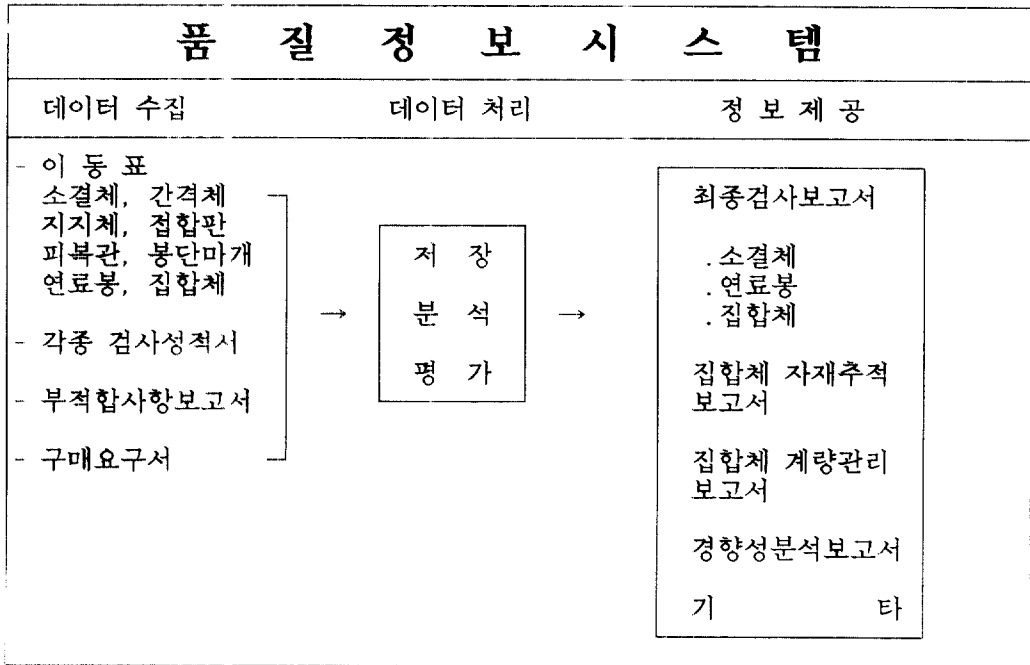 품 질 정 보 시 스 템
데이터 수집 데이터 처리 정 보 제 공
- 이 동 표
소결체, 간격체
지지체, 접합판
피복관, 봉단마개
연료봉, 집합체
- 각종 검사성적서
- 부적합사항보고서
- 구매요구서
→
저 장
분 석
평 가
→
최종검사보고서
.소결체
.연료봉
.집합체
집합체 자재추적
보고서
집합체 계량관리
보고서
경향성분석보고서
기 타